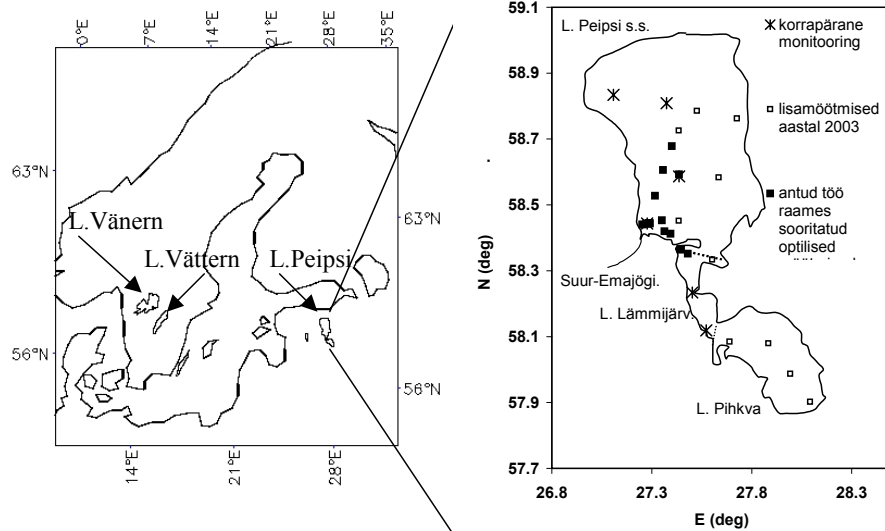 0°E 7°E 14°E 21°E 28°E 35°E
63°N
63°N
L.Vänern
L.Vättern
L.Peipsi
56°N
56°N
14°E 21°E 28°E
59.1
58.9
58.7
58.5
58.3
58.1
57.9
57.7
N (deg)
L. Peipsi s.s.
korrapärane
monitooring
lisamöötmised
aastal 2003
antud töö
raames
sooritatud
optilised
Suur-Emajögi.
L. Lämmijärv.
L. Pihkva
26.8 27.3 27.8 28.3
E (deg)